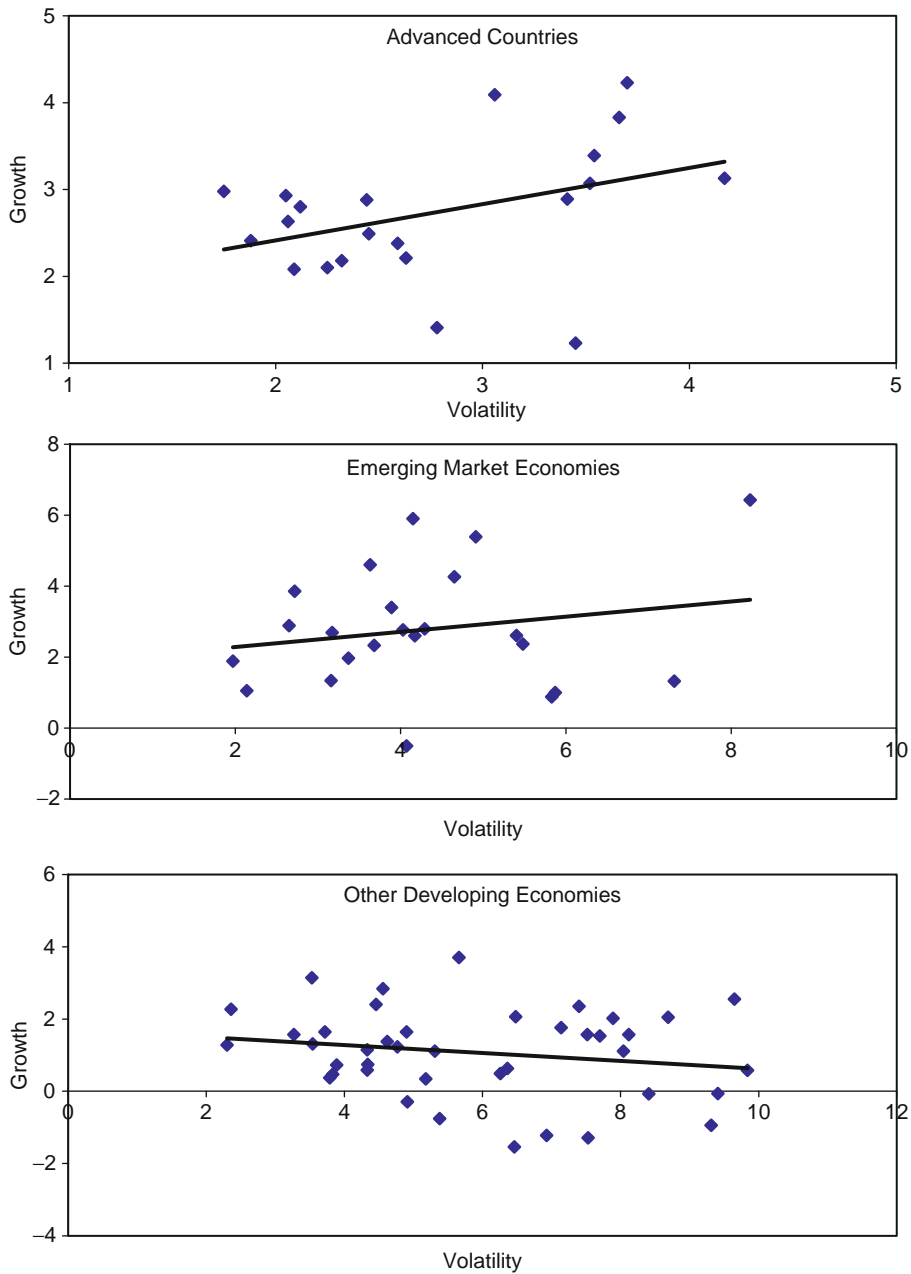 5
Advanced Countries
4
Growth
3
2
1
1 2 3 4 5
Volatility
8
Emerging Market Economies
6
Growth
4
2
0
0 2 4 6 8 10
–2
Volatility
6
Other Developing Economies
4
Growth
2
0
0 2 4 6 8 10 12
–2
–4
Volatility